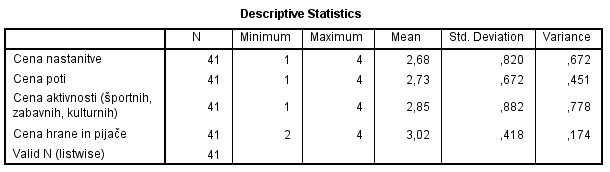 Descriptive Statistics
N Minimum Maximum Mean Std. Deviation Variance
Cena nastanitve 41 1 4 2,68 ,820 ,672
Cena poti 41 1 4 2,73 ,672 ,451
Cena aktivnosti (športnih,
zabavnih, kulturnih) 41 1 4 2,85 ,882 ,778
Cena hrane in pijače 41 2 4 3,02 ,418 ,174
Valid N (listwise) 41